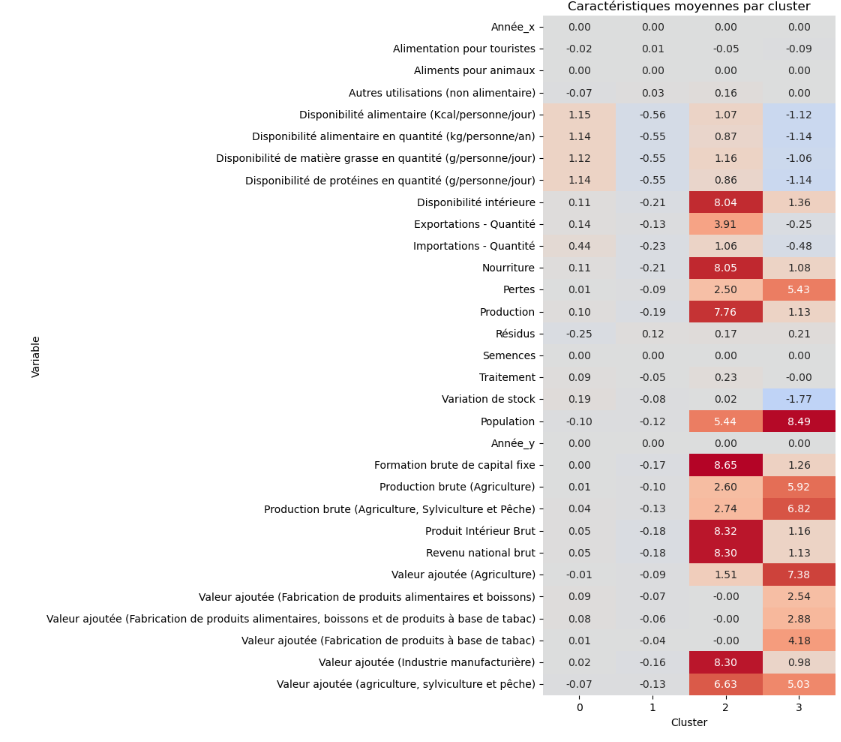 Caractéristiques moyennes par cluster
Année_x 0.00 0.00 0.00 0.00
Alimentation pour touristes -0.02 0.01 -0.05 -0.09
Aliments pour animaux 0.00 0.00 0.00 0.00
Autres utilisations (non alimentaire) -0.07 0.03 0.16 0.00
Disponibilité alimentaire (Kcal/personne/jour) 1.15 -0.56 1.07 -1.12
Disponibilité alimentaire en quantité (kg/personne/an) 1.14 -0.55 0.87 -1.14
Disponibilité de matière grasse en quantité (g/personne/jour) 1.12 -0.55 1.16 -1.06
Disponibilité de protéines en quantité (g/personne/jour) 1.14 -0.55 0.86 -1.14
Disponibilité intérieure 0.11 -0.21 8.04 1.36
Exportations - Quantité 0.14 -0.13 3.91 -0.25
Importations - Quantité 0.44 -0.23 1.06 -0.48
Nourriture 0.11 -0.21 8.05 1.08
Pertes 0.01 -0.09 2.50 5.43
Production 0.10 -0.19 7.76 1.13
Résidus -0.25 0.12 0.17 0.21
Semences 0.00 0.00 0.00 0.00
Traitement 0.09 -0.05 0.23 -0.00
Variation de stock 0.19 -0.08 0.02 -1.77
Population -0.10 -0.12 5.44 8.49
Année_y 0.00 0.00 0.00 0.00
Formation brute de capital fixe 0.00 -0.17 8.65 1.26
Production brute (Agriculture) 0.01 -0.10 2.60 5.92
Production brute (Agriculture, Sylviculture et Pêche) 0.04 -0.13 2.74 6.82
Produit Intérieur Brut 0.05 -0.18 8.32 1.16
Revenu national brut 0.05 -0.18 8.30 1.13
Valeur ajoutée (Agriculture) -0.01 -0.09 1.51 7.38
Valeur ajoutée (Fabrication de produits alimentaires et boissons) 0.09 -0.07 -0.00 2.54
Valeur ajoutée (Fabrication de produits alimentaires, boissons et de produits à base de tabac) 0.08 -0.06 -0.00 2.88
Valeur ajoutée (Fabrication de produits à base de tabac) 0.01 -0.04 -0.00 4.18
Valeur ajoutée (Industrie manufacturière) 0.02 -0.16 8.30 0.98
Valeur ajoutée (agriculture, sylviculture et pêche) -0.07 -0.13 6.63 5.03
0 1 2 3
Cluster
Variable